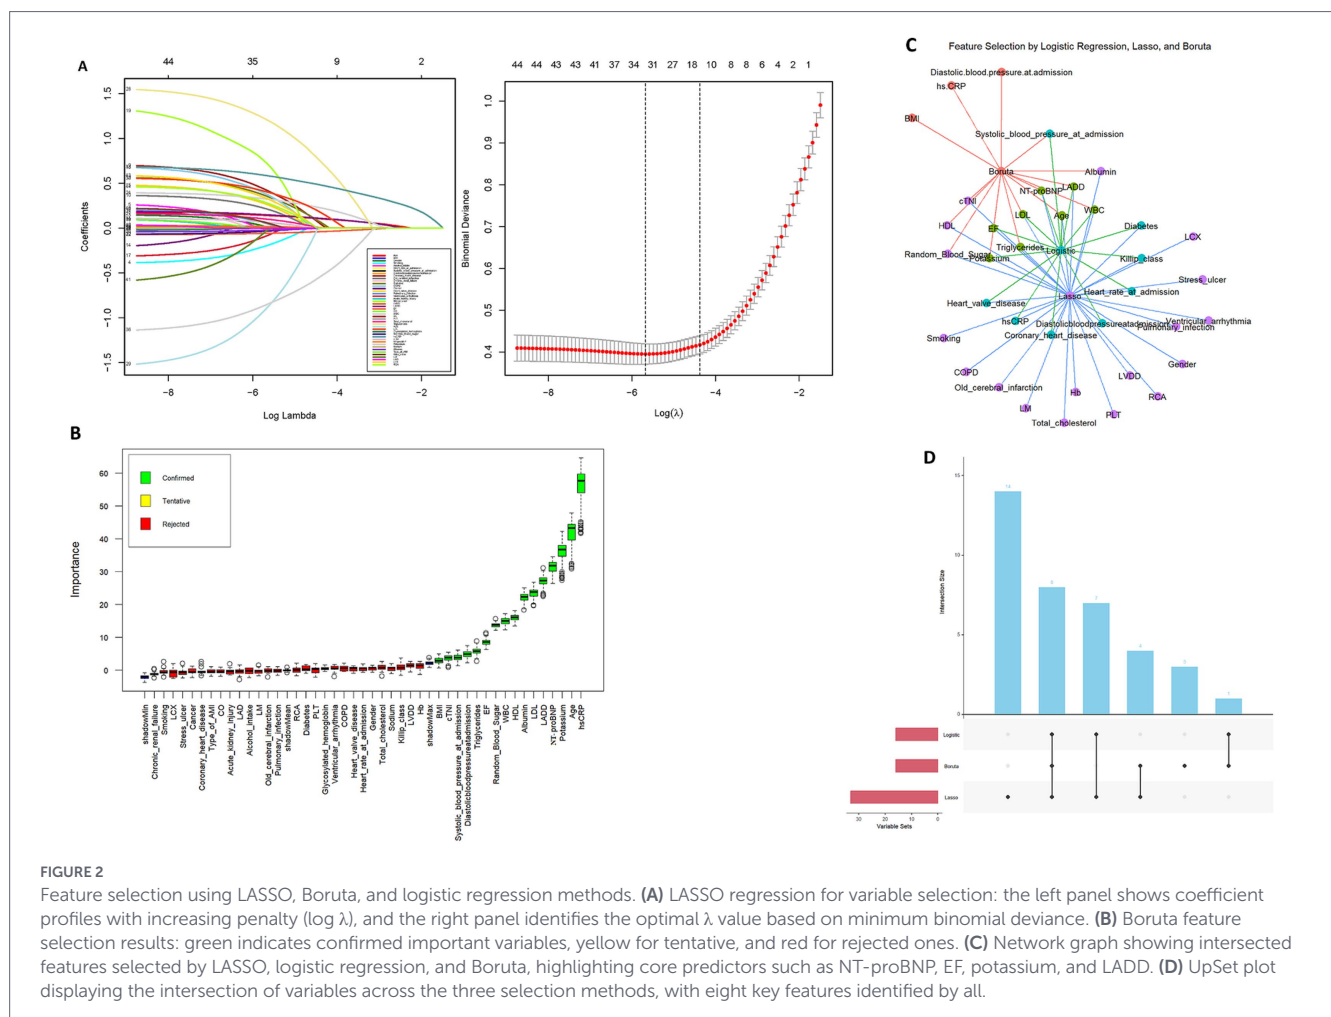 A
44 35 9 2
1.5
1.0
0.5
0.0
−0.5
−1.0
−1.5
Coefficients
−8 −6 −4 −2
Log Lambda
44 44 43 43 41 37 34 31 27 18 10 8 8 6 4 2 1
1.0
0.9
0.8
0.7
0.6
0.5
0.4
Binomial Deviance
−8 −6 −4 −2
Log(λ)
C
Feature Selection by Logistic Regression, Lasso, and Boruta
Diastolic.blood.pressure.at.admission
hs.CRP
BMI
Systolic_blood_pressure_at_admission
Boruta
Albumin
NT-proBNP
LADD
cTNI
LDL
Age
WBC
HDL
EF
Diabetes
LCX
Random_Blood_Sugar
Triglycerides
Potassium
Logistic
Killip_class
Stress_ulcer
Heart_rate_at_admission
Lasso
Heart_valve_disease
hsCRP
Diastolicbloodpressureatadmission
Ventricular_arrhythmia
Pulmonary_infection
Smoking
Coronary_heart_disease
COPD
Gender
Old_cerebral_infarction
LVDD
Hb
RCA
LM
PLT
Total_cholesterol
B
Confirmed
Tentative
Rejected
60
50
40
30
20
10
0
Importance
shadowMin
Chronic_renal_failure
Smoking
LCX
Stress_ulcer
Cancer
Coronary_heart_disease
Type_of_AMI
CO
Acute_kidney_injury
LAD
Alcohol_intake
LM
Old_cerebral_infarction
Pulmonary_infection
shadowMean
RCA
Diabetes
PLT
Glycosylated_hemoglobin
Ventricular_arrhythmia
COPD
Heart_valve_disease
Heart_rate_at_admission
Gender
Total_cholesterol
Sodium
Killip_class
LVDD
Hb
shadowMax
BMI
cTNI
Systolic_blood_pressure_at_admission
Diastolicbloodpressureatadmission
Triglycerides
EF
Random_Blood_Sugar
WBC
HDL
Albumin
LDL
LADD
NT-proBNP
Potassium
Age
hsCRP
D
15
10
5
0
Intersection Size
14
8
7
4
3
1
Logistic
Boruta
Lasso
30 20 10 0
Variable Sets
FIGURE 2
Feature selection using LASSO, Boruta, and logistic regression methods. (A) LASSO regression for variable selection: the left panel shows coefficient
profiles with increasing penalty (log λ), and the right panel identifies the optimal λ value based on minimum binomial deviance. (B) Boruta feature
selection results: green indicates confirmed important variables, yellow for tentative, and red for rejected ones. (C) Network graph showing intersected
features selected by LASSO, logistic regression, and Boruta, highlighting core predictors such as NT-proBNP, EF, potassium, and LADD. (D) UpSet plot
displaying the intersection of variables across the three selection methods, with eight key features identified by all.